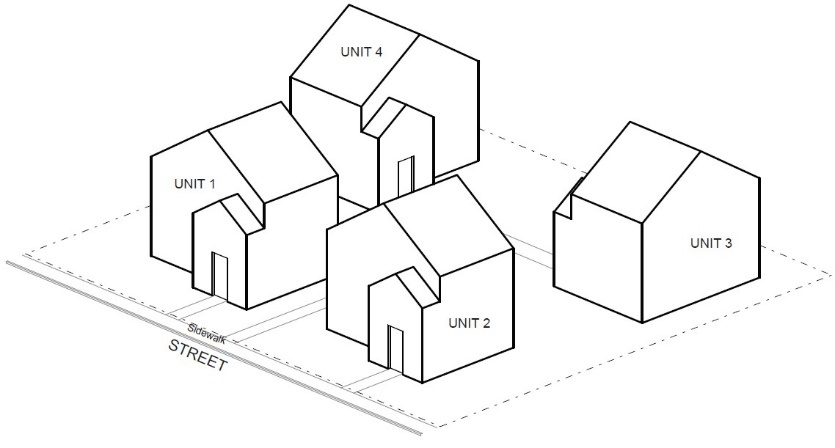 UNIT 4
UNIT 1
UNIT 3
UNIT 2
Sidewalk
STREET